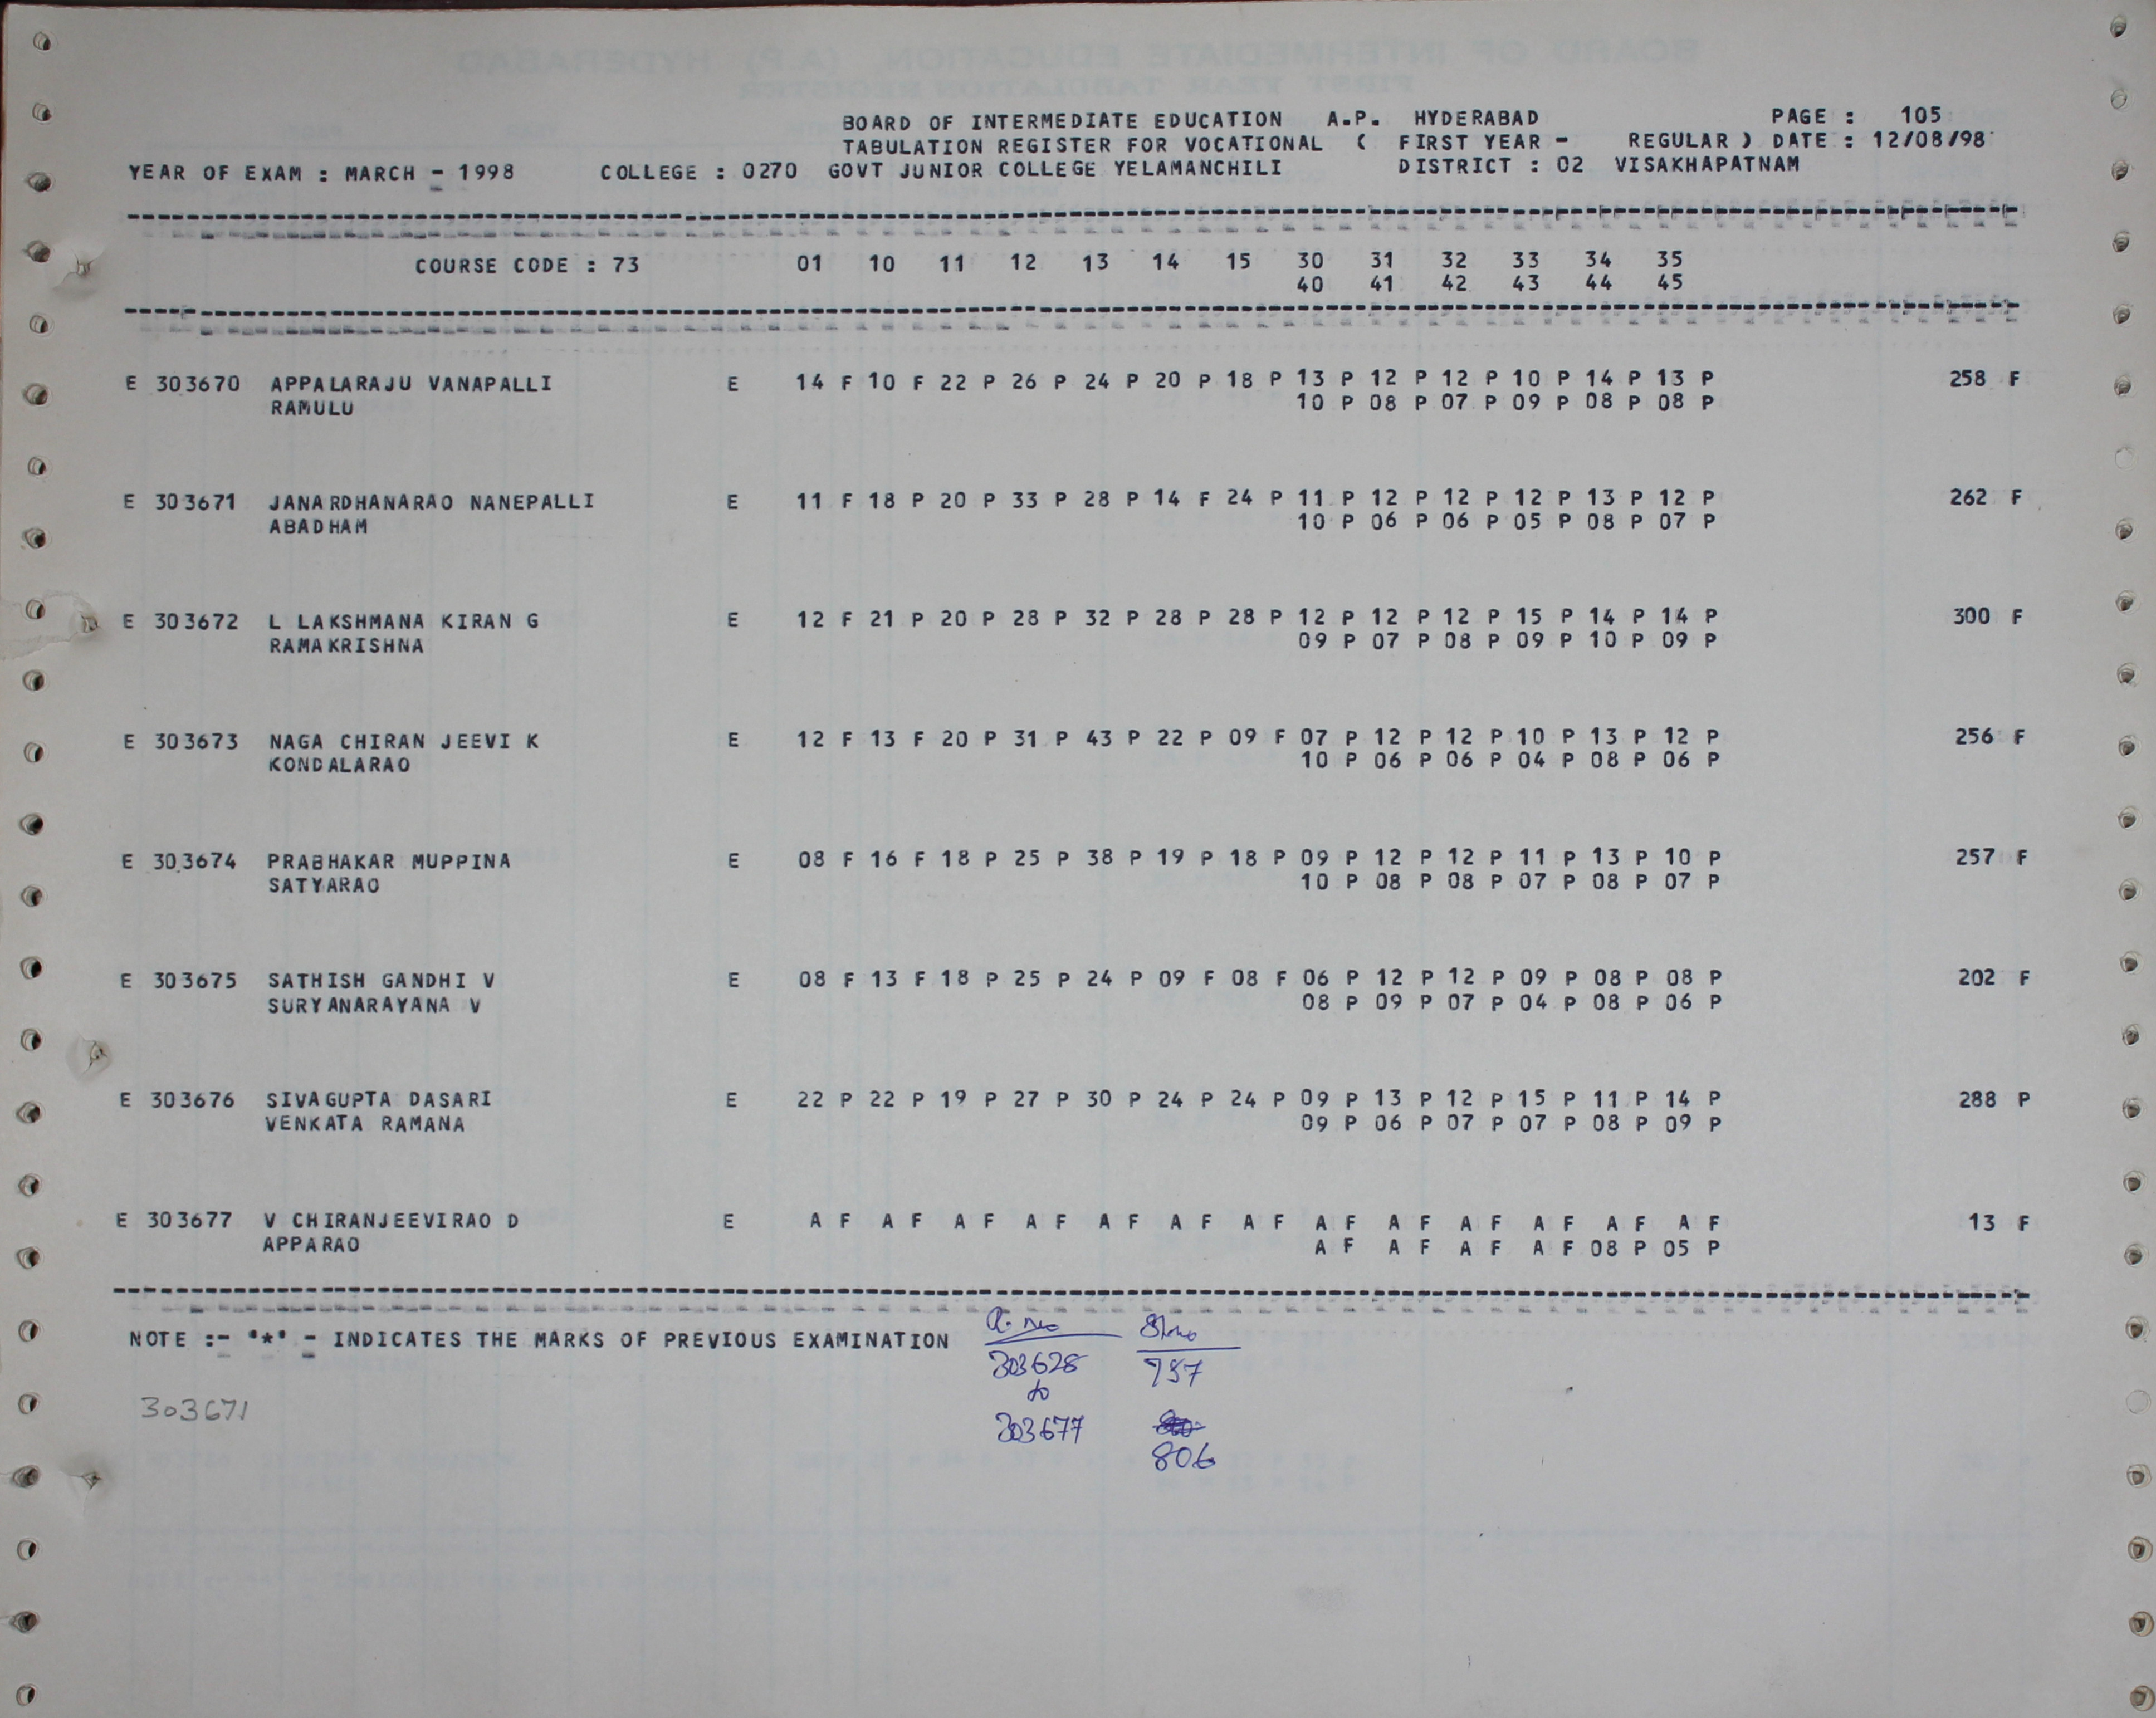 BOARD OF INTERMEDIATE EDUCATION A.P. HYDERABAD PAGE : 105
TABULATION REGISTER FOR VOCATIONAL ( FIRST YEAR - REGULAR ) DATE : 12/08/98
YEAR OF EXAM : MARCH - 1998 COLLEGE : 0270 GOVT JUNIOR COLLEGE YELAMANCHILI DISTRICT : 02 VISAKHAPATNAM
COURSE CODE : 73 01 10 11 12 13 14 15 30 31 32 33 34 35
40 41 42 43 44 45
E 303670 APPALARAJU VANAPALLI E 14 F 10 F 22 P 26 P 24 P 20 P 18 P 13 P 12 P 12 P 10 P 14 P 13 P 258 F
RAMULU 10 P 08 P 07 P 09 P 08 P 08 P
E 303671 JANARDHANARAO NANEPALLI E 11 F 18 P 20 P 33 P 28 P 14 F 24 P 11 P 12 P 12 P 12 P 13 P 12 P 262 F
ABADHAM 10 P 06 P 06 P 05 P 08 P 07 P
E 303672 L LAKSHMANA KIRAN G E 12 F 21 P 20 P 28 P 32 P 28 P 28 P 12 P 12 P 12 P 15 P 14 P 14 P 300 F
RAMAKRISHNA 09 P 07 P 08 P 09 P 10 P 09 P
E 303673 NAGA CHIRAN JEEVI K E 12 F 13 F 20 P 31 P 43 P 22 P 09 F 07 P 12 P 12 P 10 P 13 P 12 P 256 F
KONDALARAO 10 P 06 P 06 P 04 P 08 P 06 P
E 303674 PRABHAKAR MUPPINA E 08 F 16 F 18 P 25 P 38 P 19 P 18 P 09 P 12 P 12 P 11 P 13 P 10 P 257 F
SATYARAO 10 P 08 P 08 P 07 P 08 P 07 P
E 303675 SATHISH GANDHI V E 08 F 13 F 18 P 25 P 24 P 09 F 08 F 06 P 12 P 12 P 09 P 08 P 08 P 202 F
SURYANARAYANA V 08 P 09 P 07 P 04 P 08 P 06 P
E 303676 SIVAGUPTA DASARI E 22 P 22 P 19 P 27 P 30 P 24 P 24 P 09 P 13 P 12 P 15 P 11 P 14 P 288 P
VENKATA RAMANA 09 P 06 P 07 P 07 P 08 P 09 P
E 303677 V CHIRANJEEVIRAO D E A F A F A F A F A F A F A F A F A F A F A F A F A F 13 F
APPARAO A F A F A F A F 08 P 05 P
NOTE :- '*' - INDICATES THE MARKS OF PREVIOUS EXAMINATION
R. No Sl no
303628 757
to
303677
806
303671